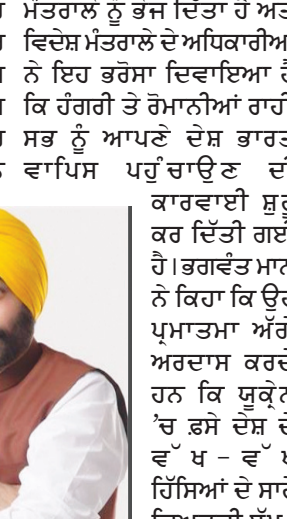 ਮੰਤਰਾਲੇ ਨੂੰ ਭੇਜ ਦਿੱਤਾ ਹੈ ਅਤੇ
ਵਿਦੇਸ਼ ਮੰਤਰਾਲੇ ਦੇ ਅਧਿਕਾਰੀਆਂ
ਨੇ ਇਹ ਭਰੋਸਾ ਦਿਵਾਇਆ ਹੈ
ਕਿ ਹੰਗਰੀ ਤੇ ਰੋਮਾਨੀਆਂ ਰਾਹੀਂ
ਸਭ ਨੂੰ ਆਪਣੇ ਦੇਸ਼ ਭਾਰਤ
ਵਾਪਿਸ ਪਹੁੰਚਾਉਣ ਦੀ
ਕਾਰਵਾਈ ਸ਼ੁਰੂ
ਕਰ ਦਿੱਤੀ ਗਈ
ਹੈ।ਭਗਵੰਤ ਮਾਨ
ਨੇ ਕਿਹਾ ਕਿ ਉਹ
ਪ੍ਰਮਾਤਮਾ ਅੱਗੇ
ਅਰਦਾਸ ਕਰਦੇ
ਹਨ ਕਿ ਯੂਕ੍ਰੇਨ
'ਚ ਫ਼ਸੇ ਦੇਸ਼ ਦੇ
ਵੱਖ-ਵੱਖ
ਹਿੱਸਿਆਂ ਦੇ ਸਾਰੇ